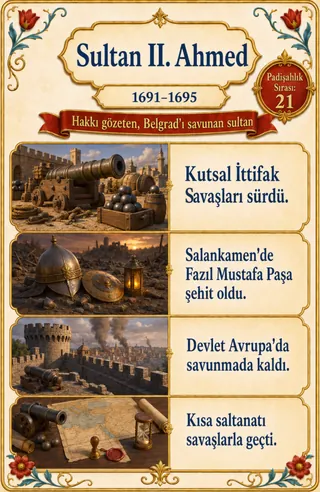 Sultan II. Ahmed
Padişahlık
Sırası:
21
1691–1695
Hakkı gözeten, Belgrad'ı savunan sultan
Kutsal İttifak
Savaşları sürdü.
Salankamen'de
Fazıl Mustafa Paşa
şehit oldu.
Devlet Avrupa'da
savunmada kaldı.
Kısa saltanatı
savaşlarla geçti.